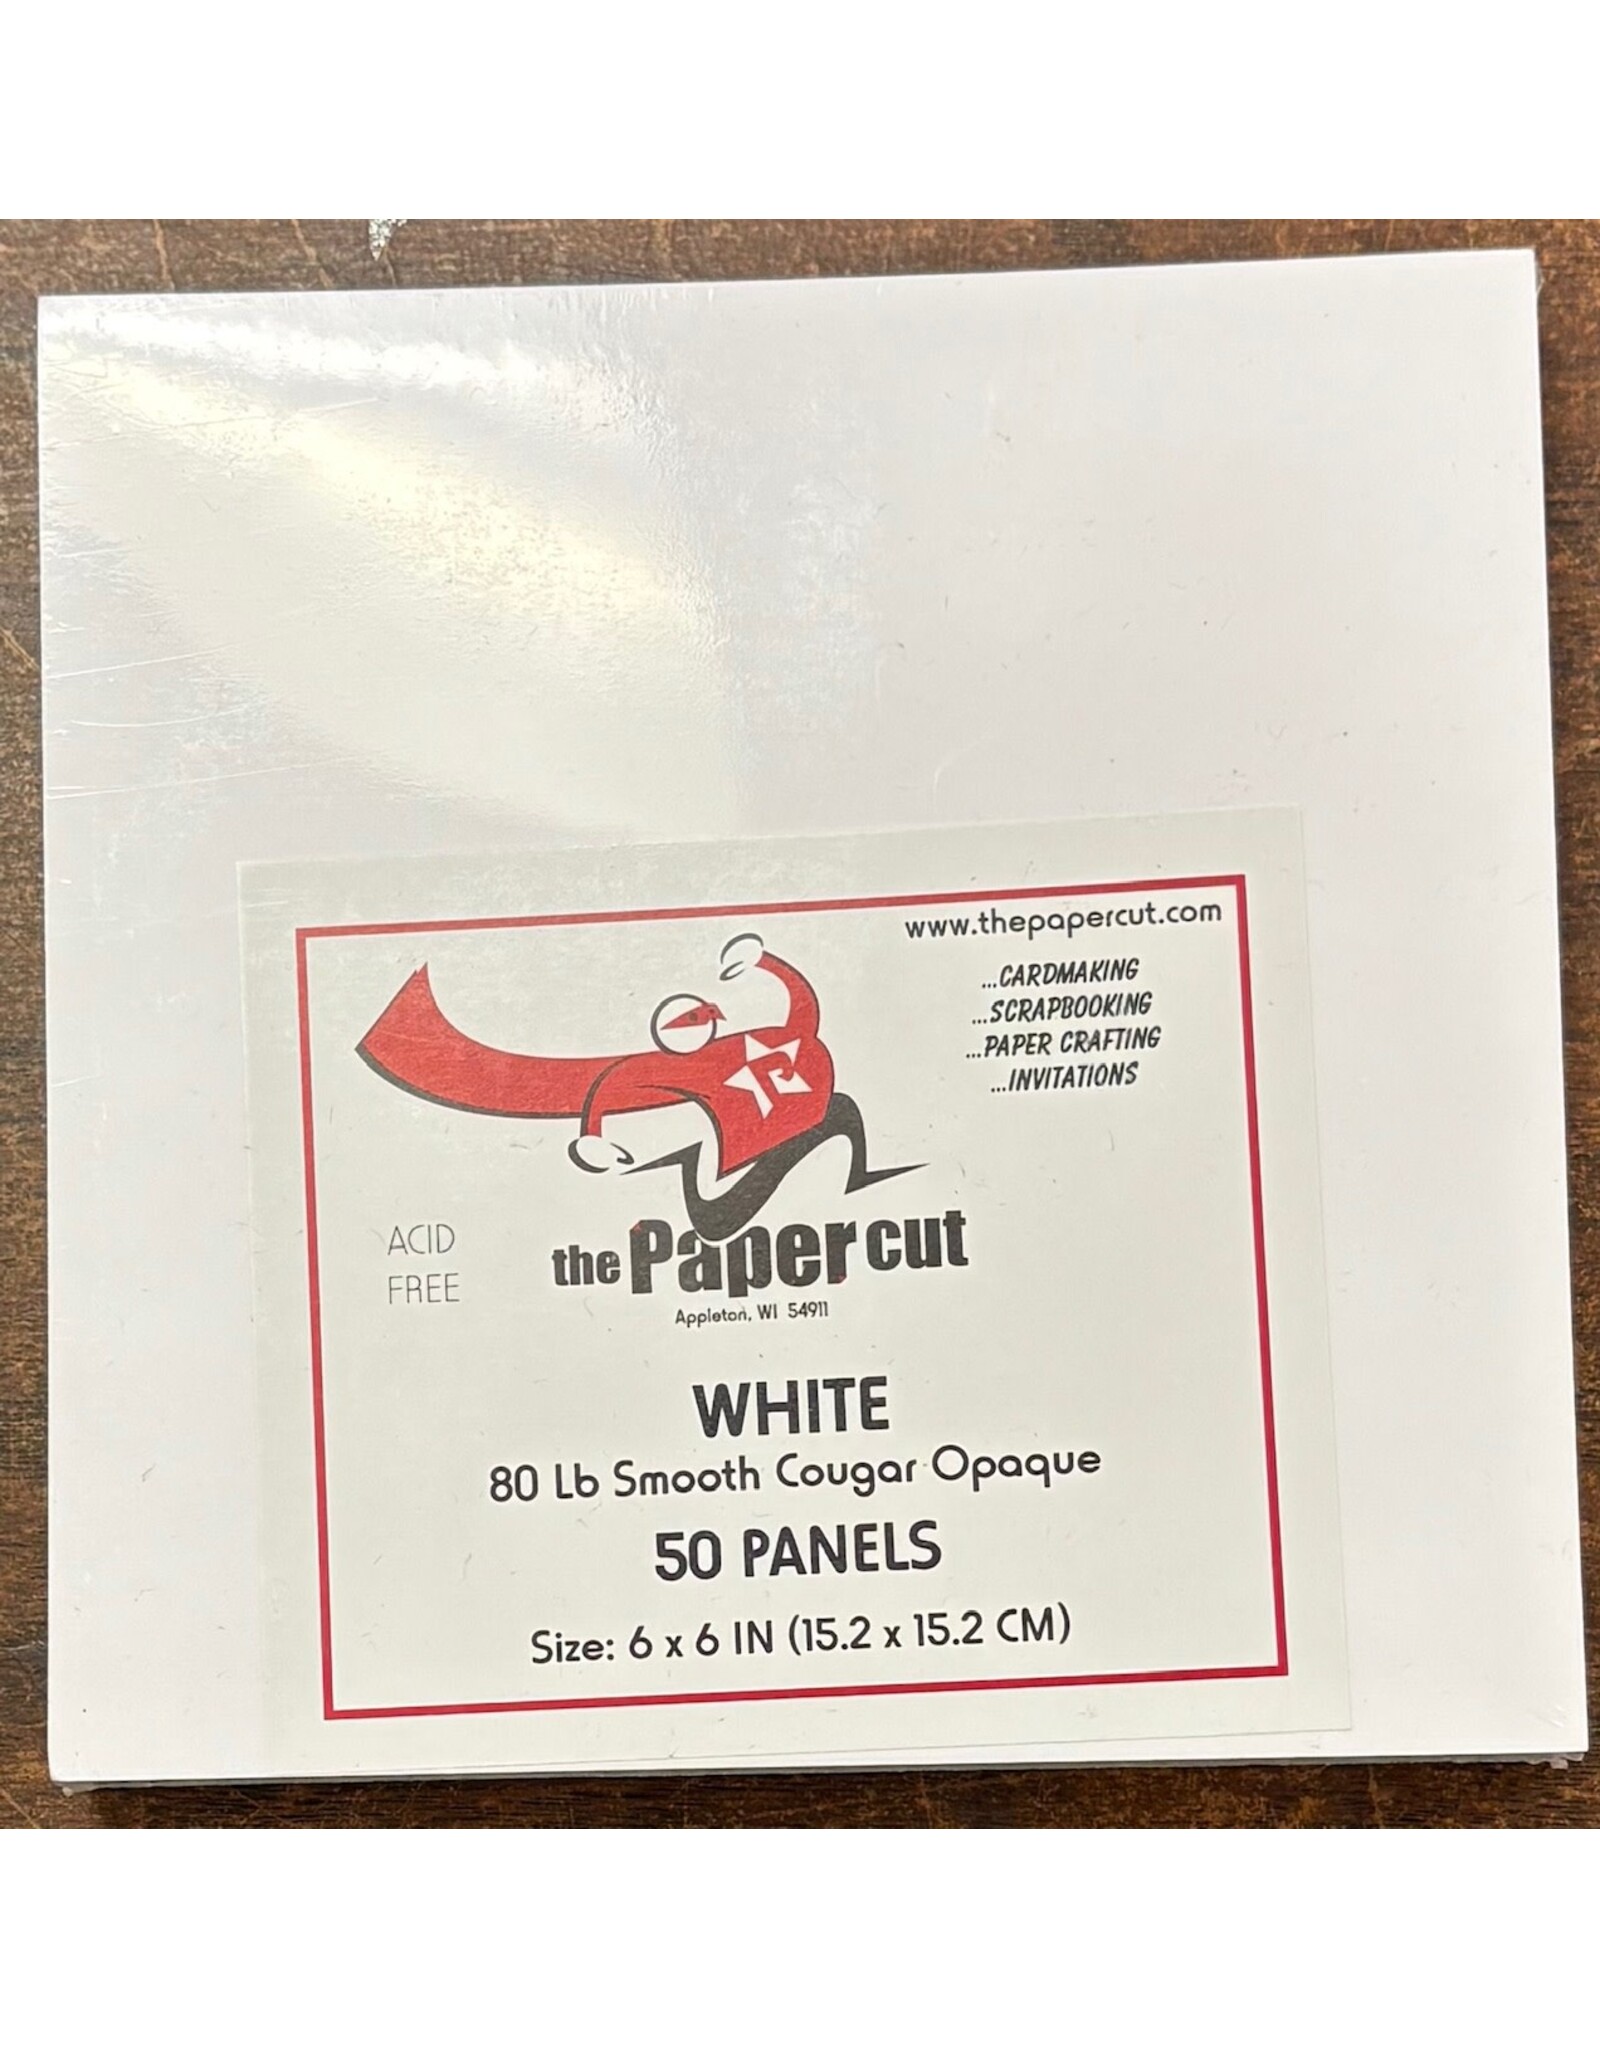 www.thepapercut.com
...CARDMAKING
...SCRAPBOOKING
...PAPER CRAFTING
...INVITATIONS
ACID
FREE
the Paper cut
Appleton, WI 54911
WHITE
80 Lb Smooth Cougar Opaque
50 PANELS
Size: 6 x 6 IN (15.2 x 15.2 CM)